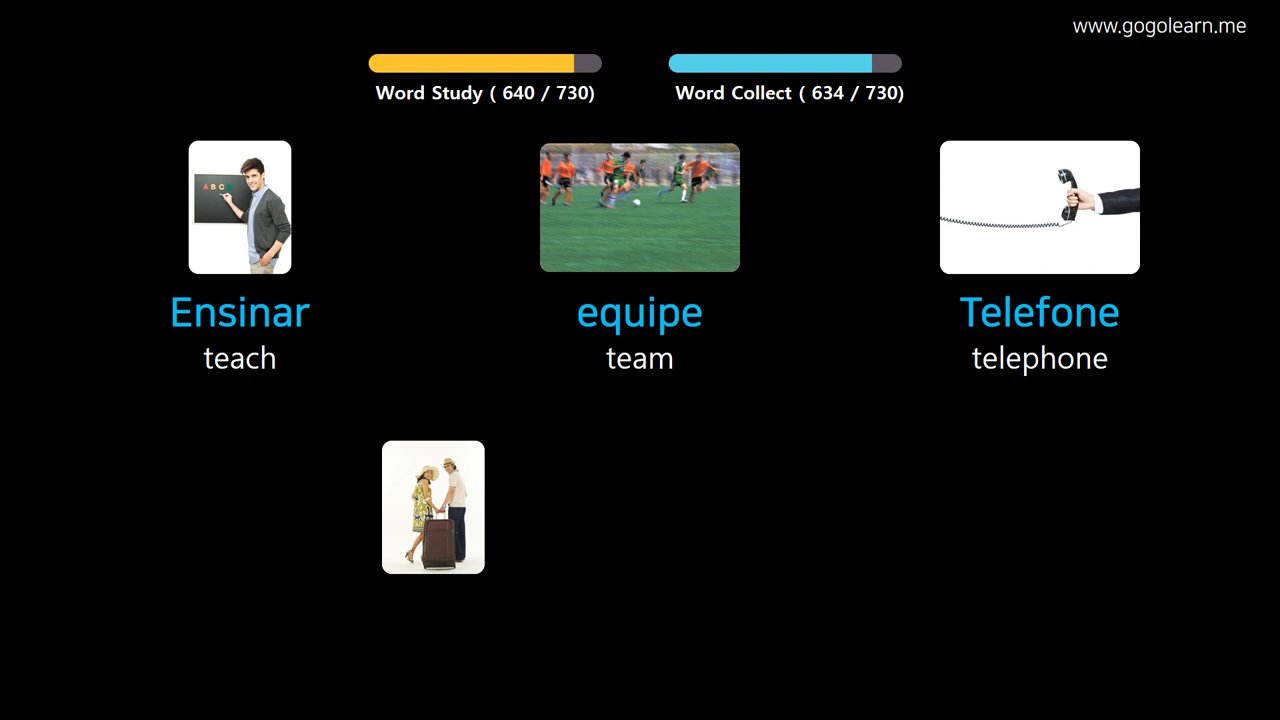 www.gogolearn.me
Word Study ( 640 / 730)
Word Collect ( 634 / 730)
A B C
Ensinar
equipe
Telefone
teach
team
telephone